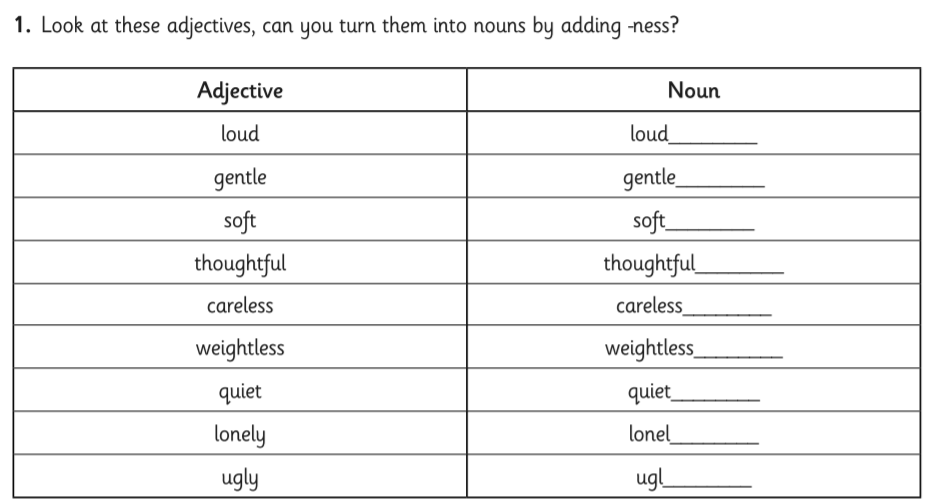 1. Look at these adjectives, can you turn them into nouns by adding -ness?
Adjective Noun
loud loud________
gentle gentle________
soft soft________
thoughtful thoughtful________
careless careless________
weightless weightless________
quiet quiet________
lonely lonel________
ugly ugl________